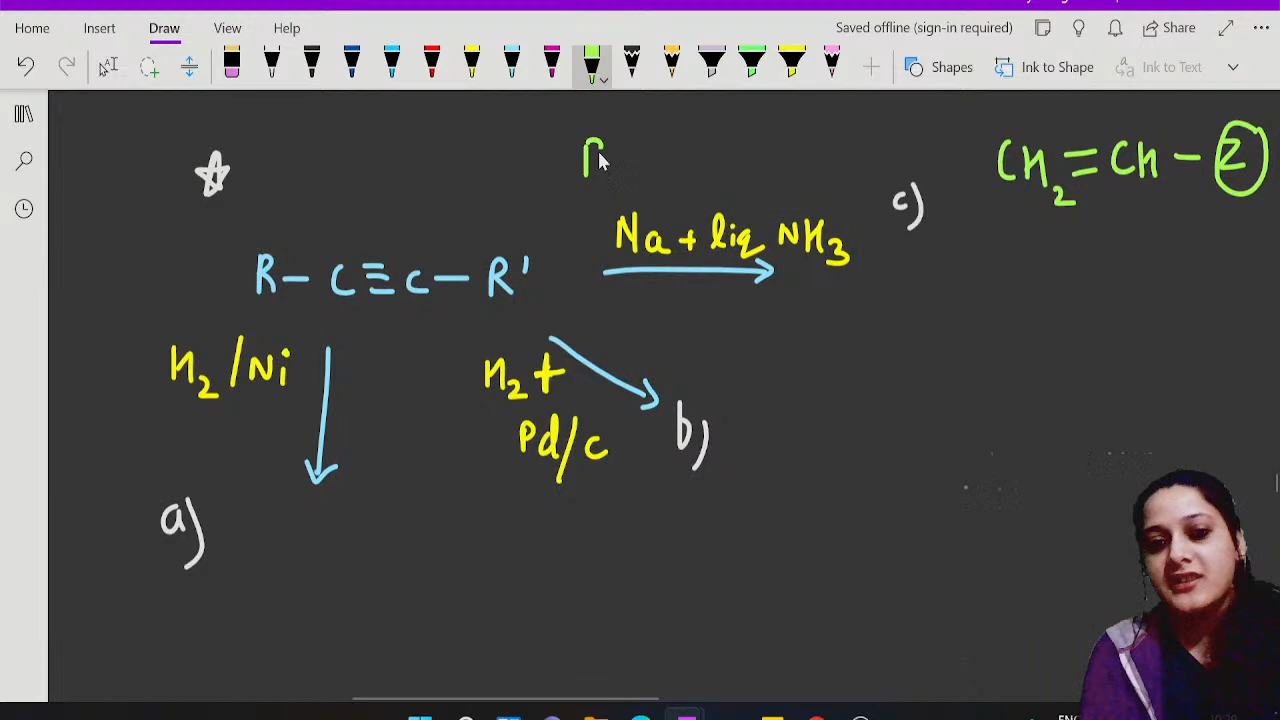 Home Insert Draw View Help
Saved offline (sign-in required) Share
Shapes Ink to Shape Ink to Text
CH2=CH-Z
c)
Na + liq NH3
R-C≡C-R'
H2/Ni
H2 +
Pd/C
b)
a)